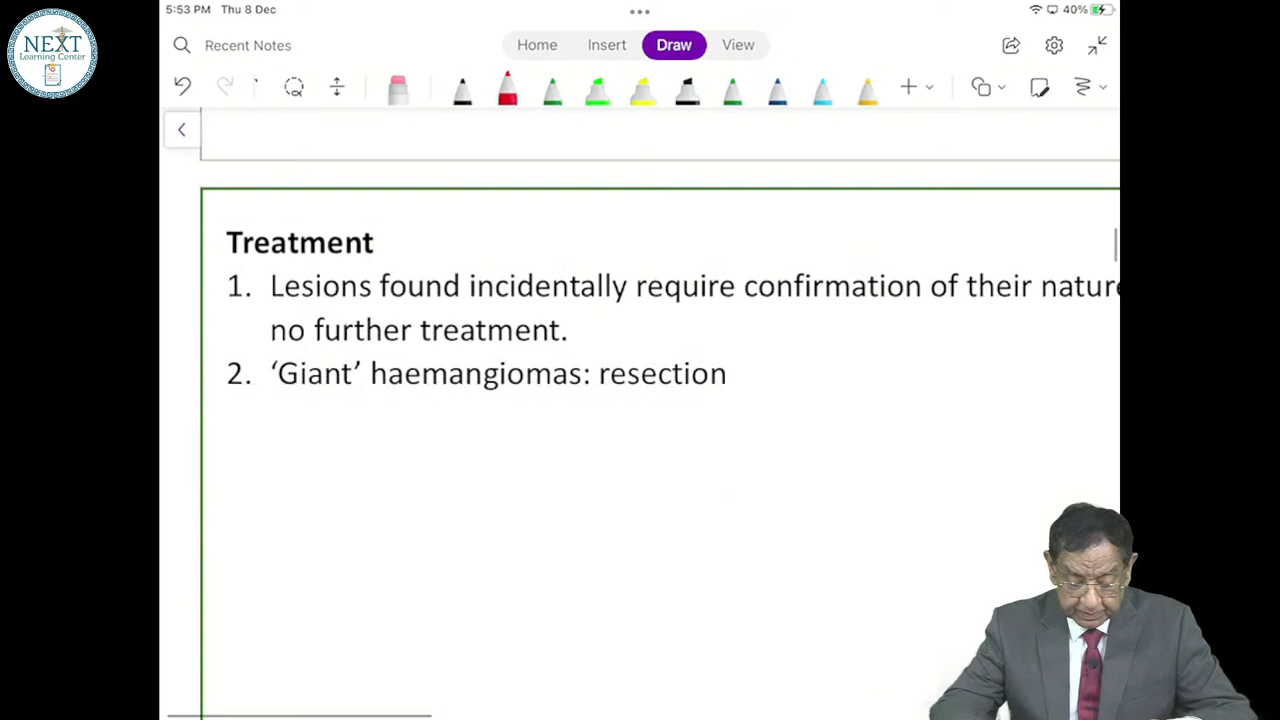 5:53 PM Thu 8 Dec
40%
NEXT
Learning Center
Recent Notes
Home Insert Draw View
Treatment
1. Lesions found incidentally require confirmation of their nature
no further treatment.
2. ‘Giant’ haemangiomas: resection